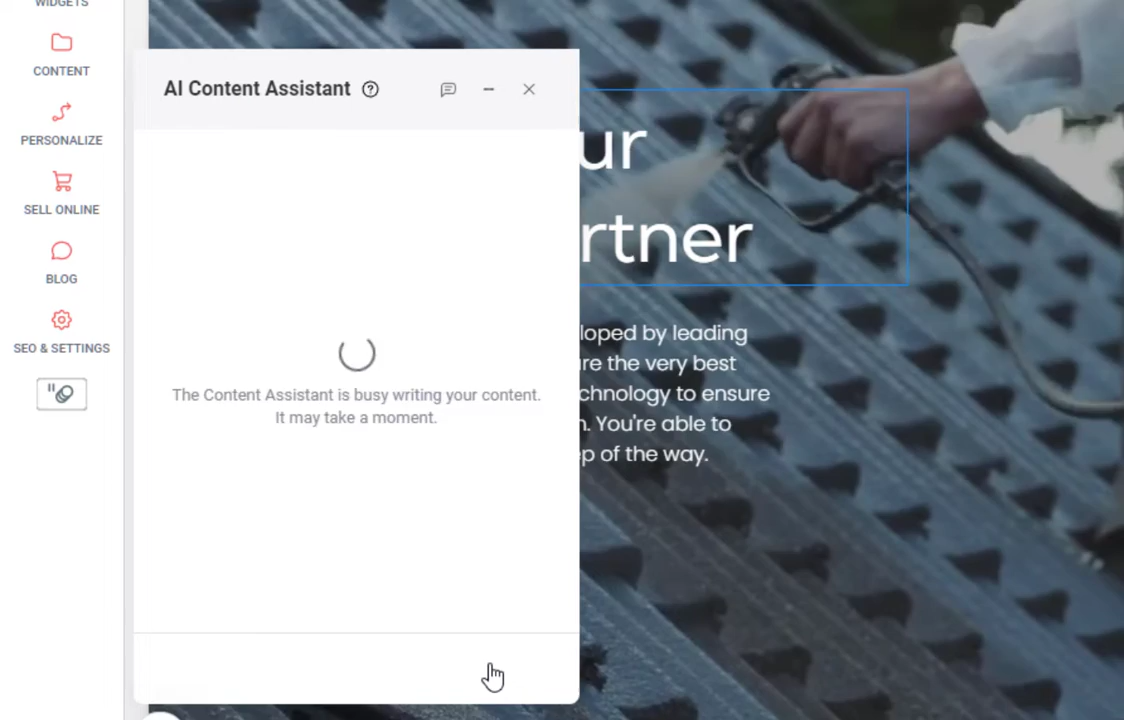 WIDGETS
CONTENT
PERSONALIZE
SELL ONLINE
BLOG
SEO & SETTINGS
AI Content Assistant
The Content Assistant is busy writing your content.
It may take a moment.
ur
rtner
loped by leading
re the very best
chnology to ensure
n. You're able to
ep of the way.